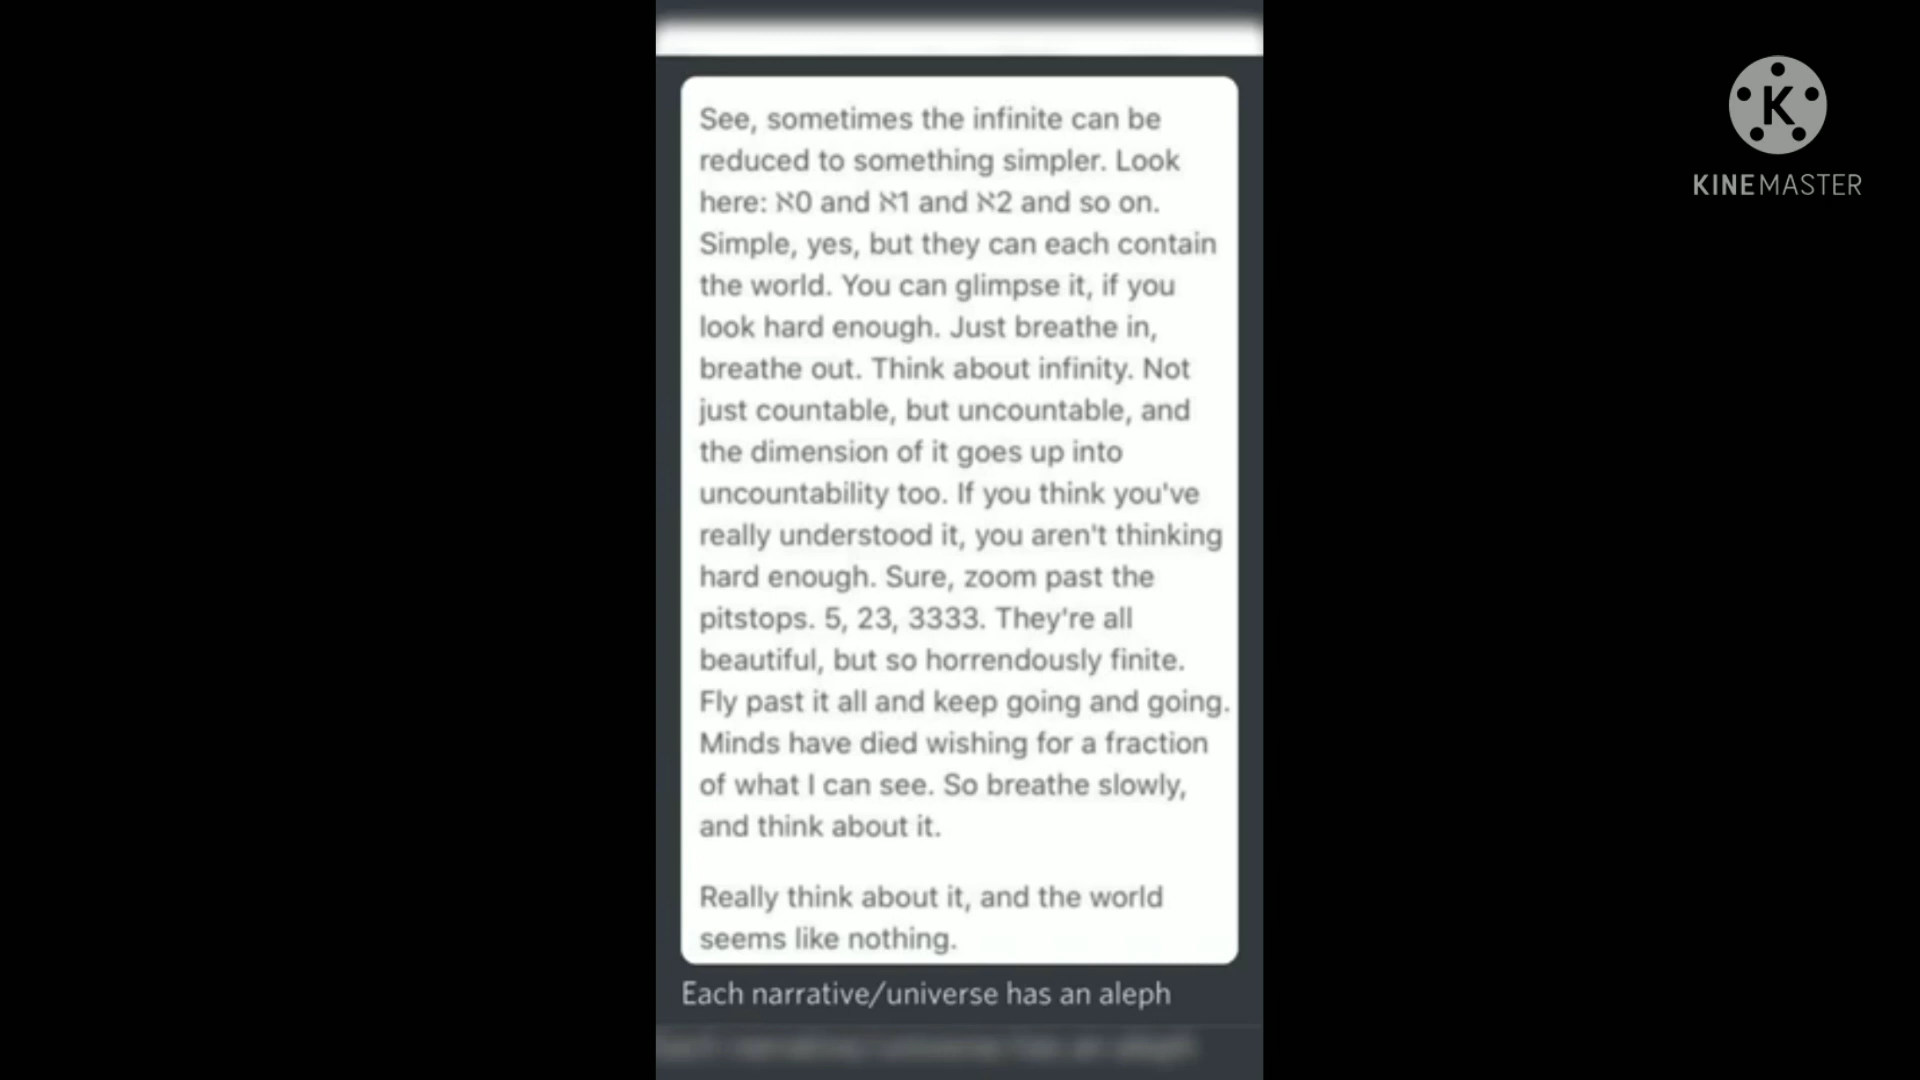 See, sometimes the infinite can be
reduced to something simpler. Look
here: ℵ0 and ℵ1 and ℵ2 and so on.
Simple, yes, but they can each contain
the world. You can glimpse it, if you
look hard enough. Just breathe in,
breathe out. Think about infinity. Not
just countable, but uncountable, and
the dimension of it goes up into
uncountability too. If you think you've
really understood it, you aren't thinking
hard enough. Sure, zoom past the
pitstops. 5, 23, 3333. They're all
beautiful, but so horrendously finite.
Fly past it all and keep going and going.
Minds have died wishing for a fraction
of what I can see. So breathe slowly,
and think about it.
Really think about it, and the world
seems like nothing.
Each narrative/universe has an aleph
K
KINEMASTER